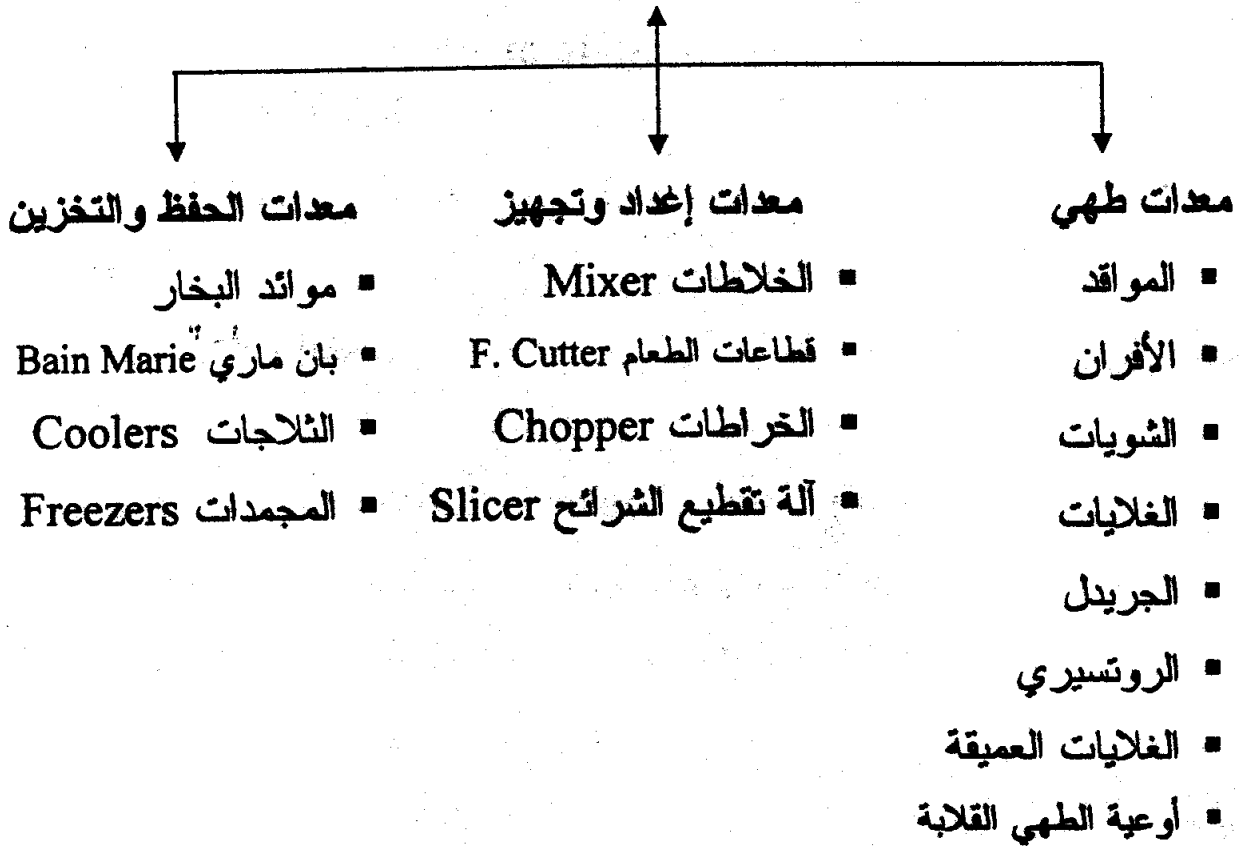 معدات طهي
▪ المواقد
▪ الأفران
▪ الشويات
▪ الغلايات
▪ الجريدل
▪ الروتسيري
▪ الغلايات العميقة
▪ أوعية الطهي القلابة
معدات إغداد وتجهيز
▪ الخلاطات Mixer
▪ قطاعات الطعام F. Cutter
▪ الخراطات Chopper
▪ آلة تقطيع الشرائح Slicer
معدات الحفظ والتخزين
▪ موائد البخار
▪ بان ماري Bain Marie
▪ الثلاجات Coolers
▪ المجمدات Freezers